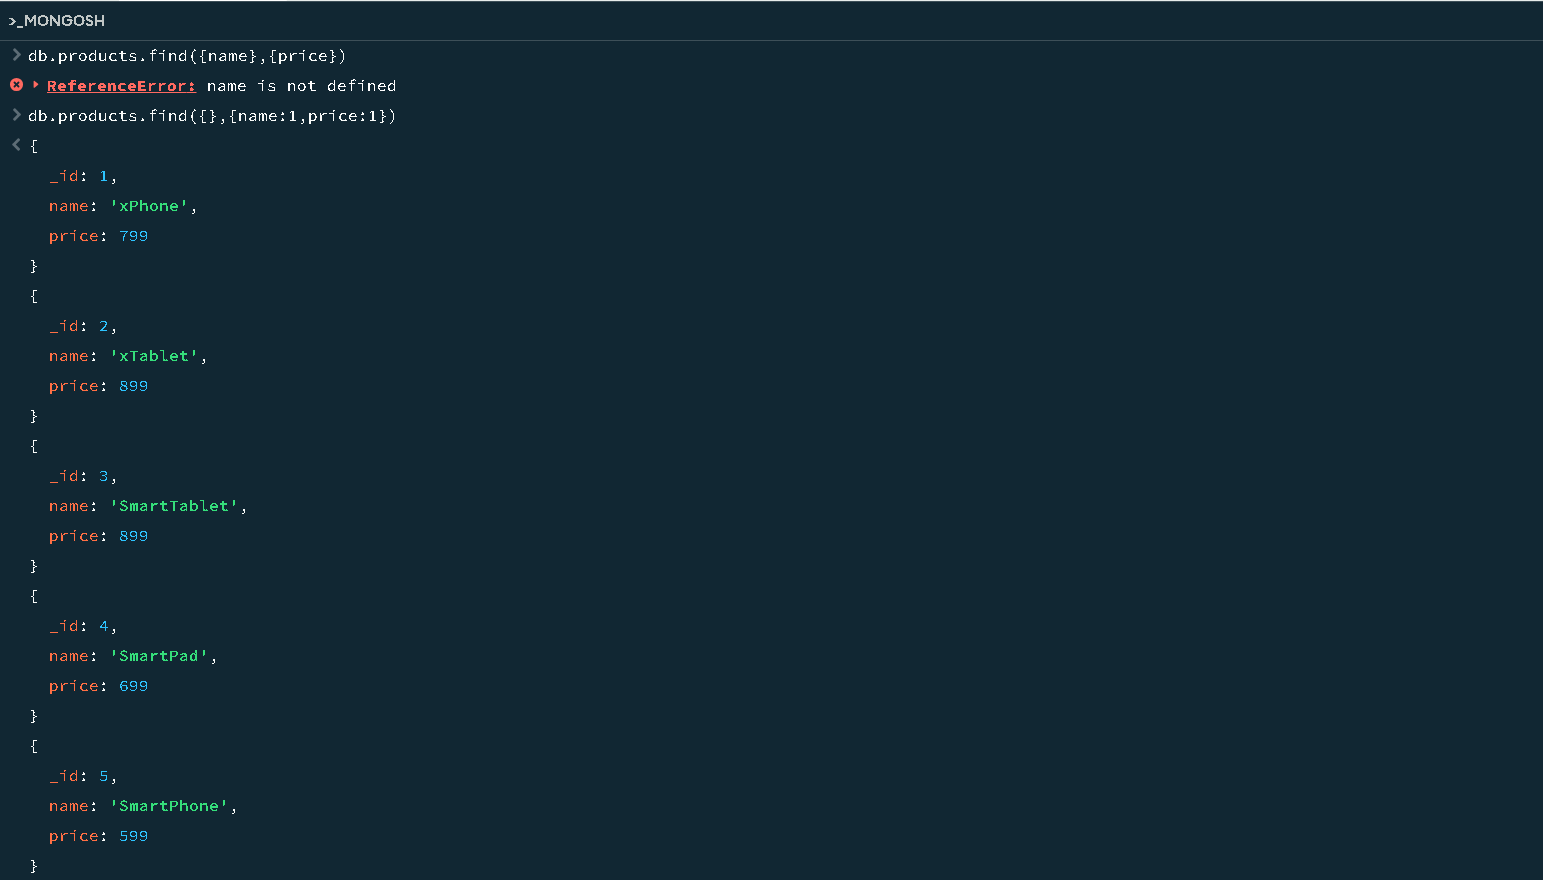 >_MONGOSH
> db.products.find({name},{price})
ReferenceError: name is not defined
> db.products.find({},{name:1,price:1})
< {
_id: 1,
name: 'xPhone',
price: 799
}
{
_id: 2,
name: 'xTablet',
price: 899
}
{
_id: 3,
name: 'SmartTablet',
price: 899
}
{
_id: 4,
name: 'SmartPad',
price: 699
}
{
_id: 5,
name: 'SmartPhone',
price: 599
}